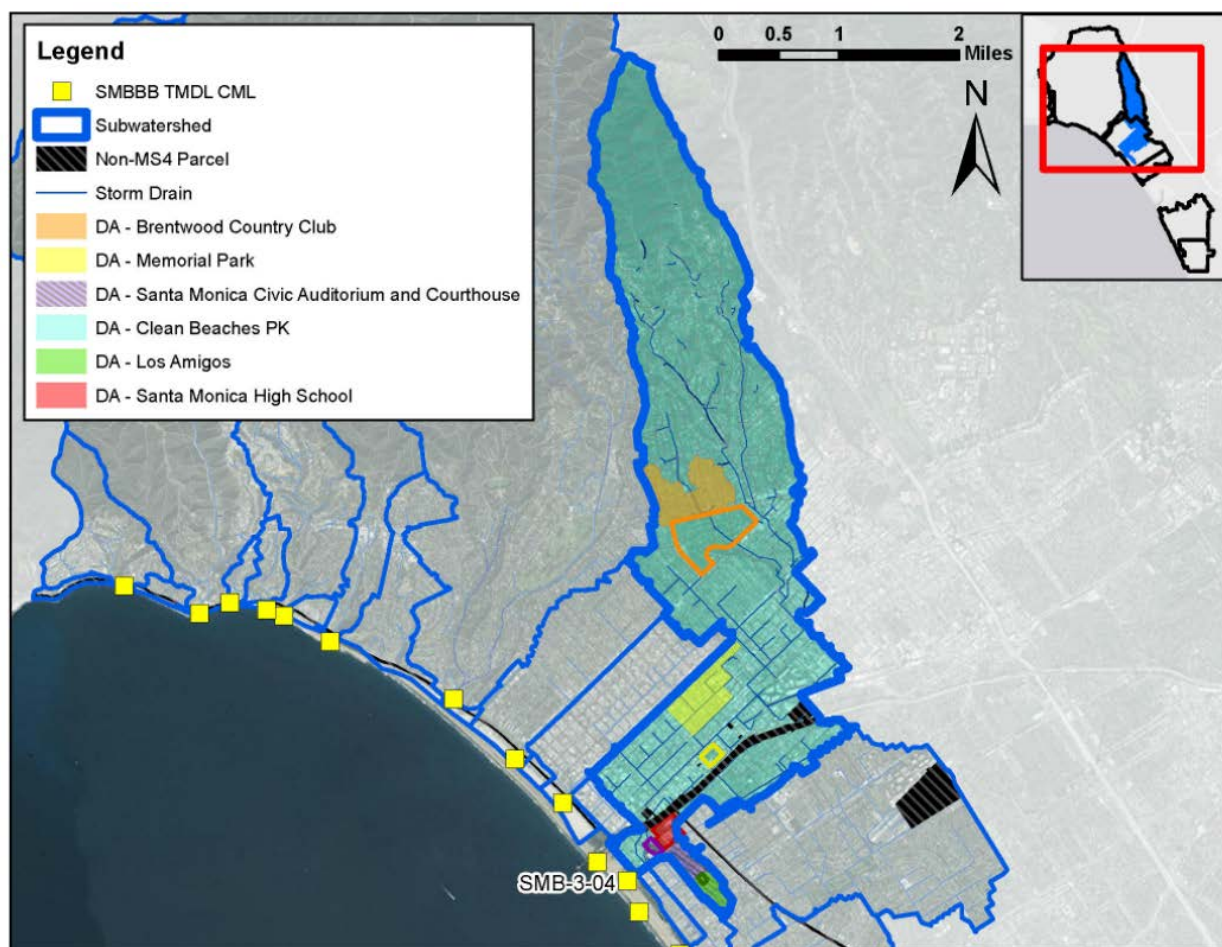 Legend
SMBBB TMDL CML
Subwatershed
Non-MS4 Parcel
Storm Drain
DA - Brentwood Country Club
DA - Memorial Park
DA - Santa Monica Civic Auditorium and Courthouse
DA - Clean Beaches PK
DA - Los Amigos
DA - Santa Monica High School
0 0.5 1 2
Miles
N
SMB-3-04